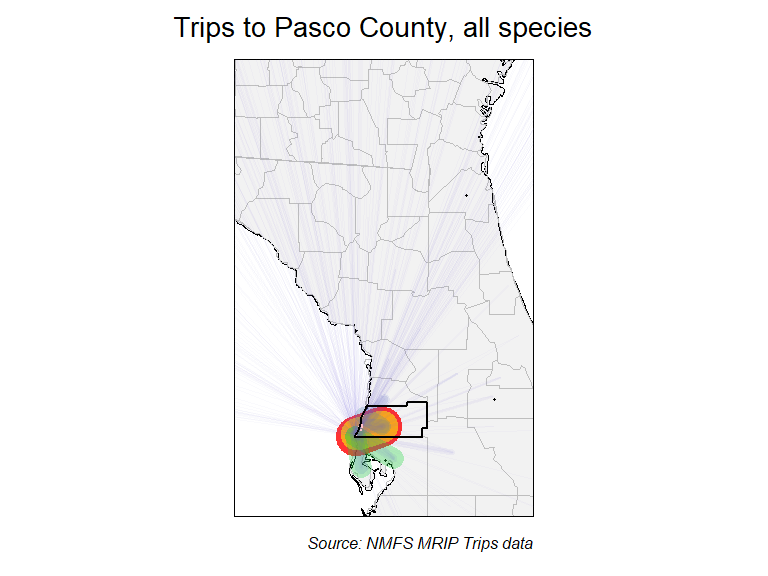 Trips to Pasco County, all species
Source: NMFS MRIP Trips data